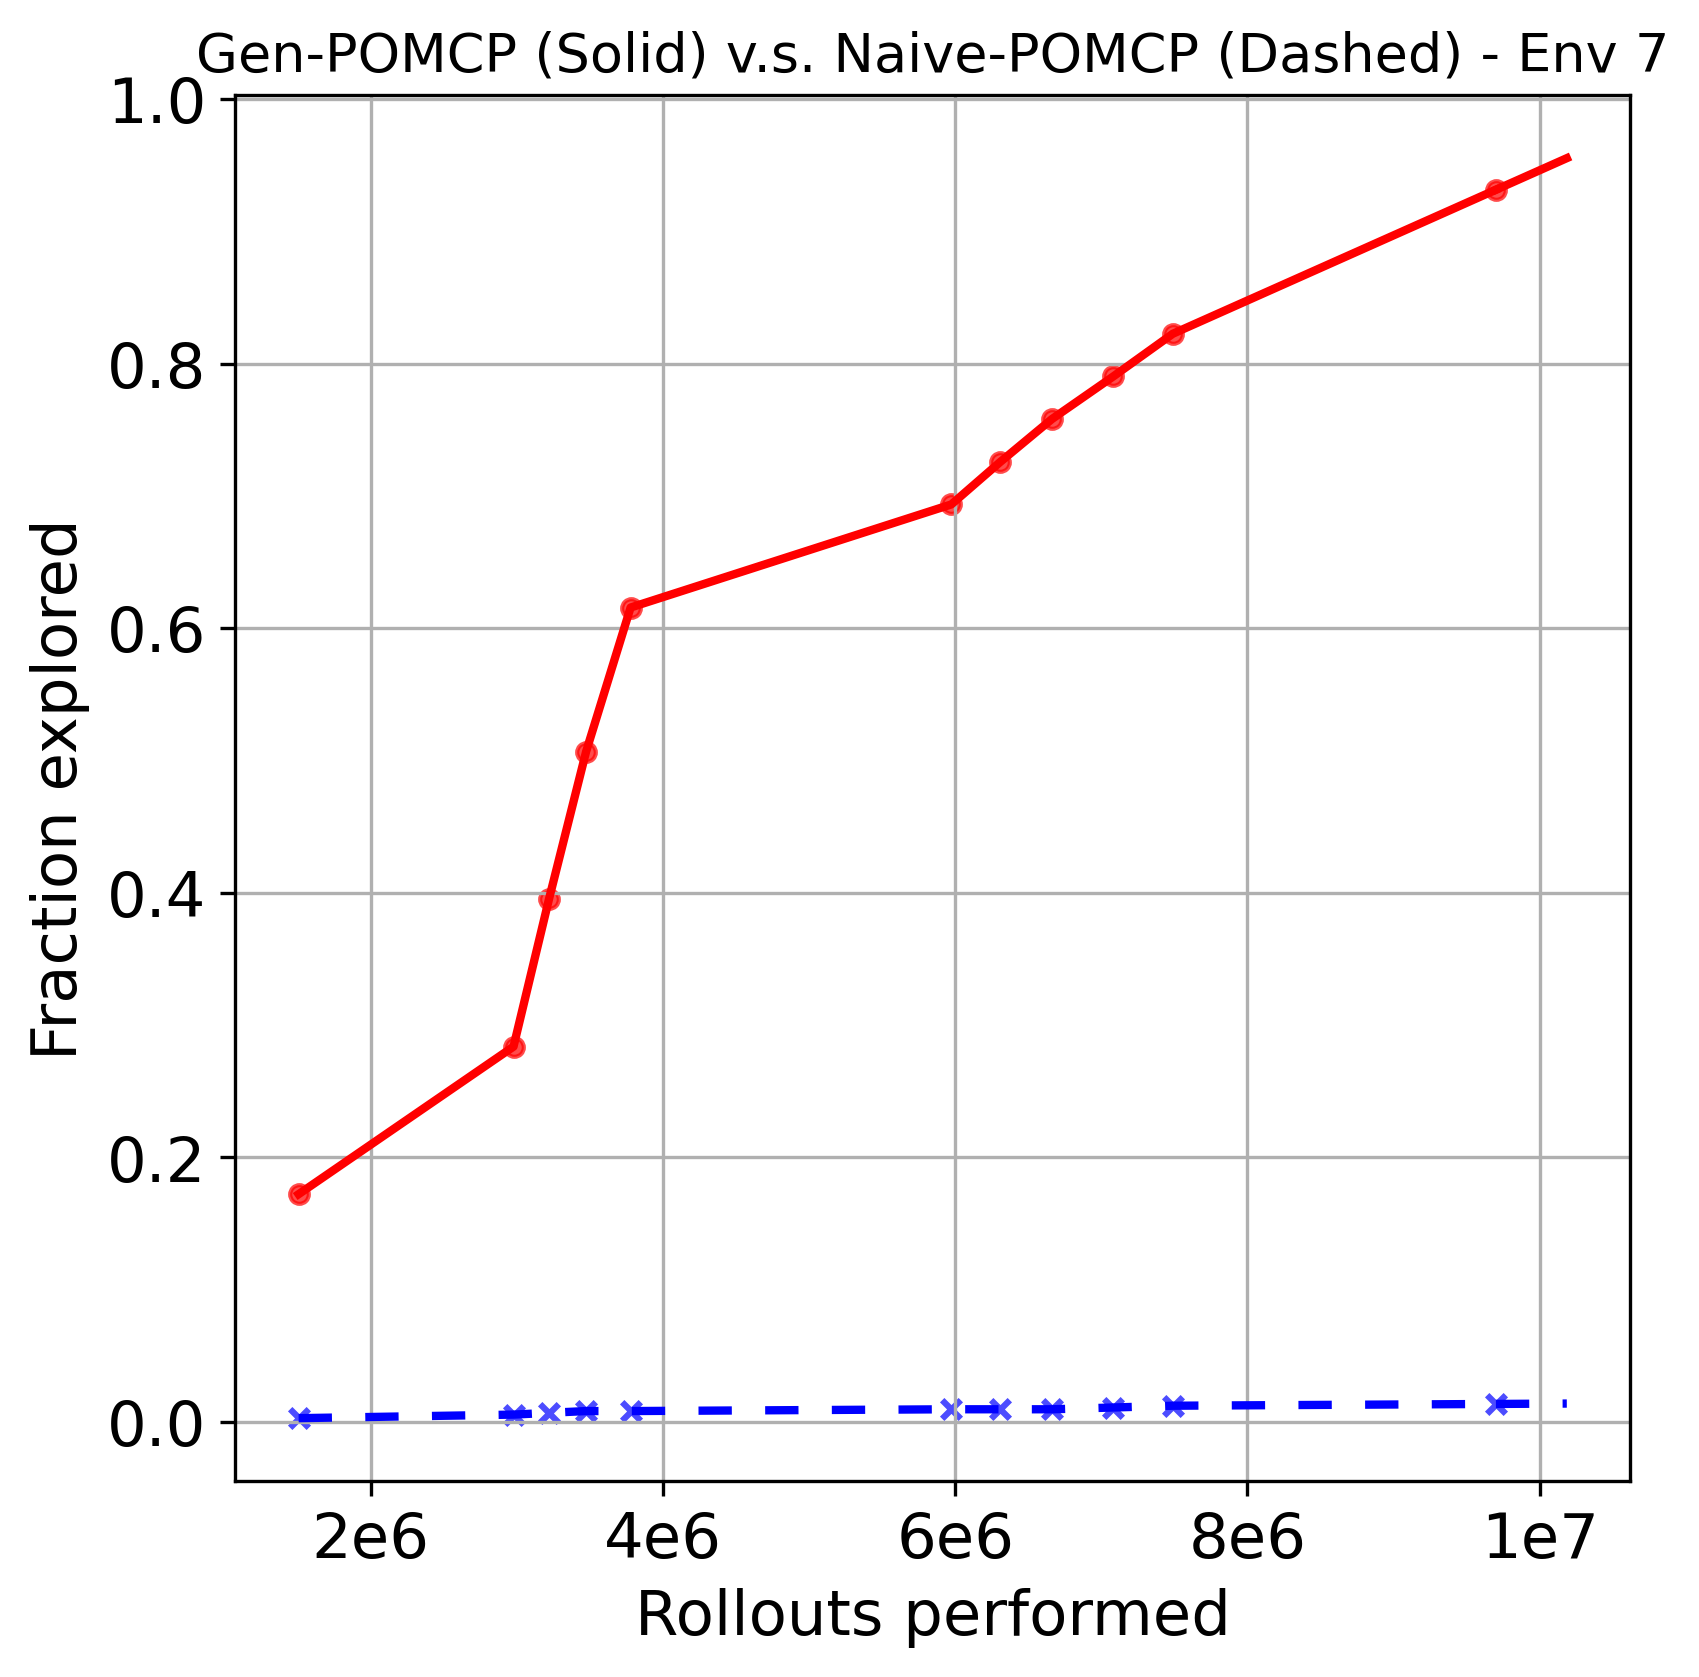 Gen-POMCP (Solid) v.s. Naive-POMCP (Dashed) - Env 7
1.0
0.8
0.6
0.4
0.2
0.0
Fraction explored
2e6 4e6 6e6 8e6 1e7
Rollouts performed